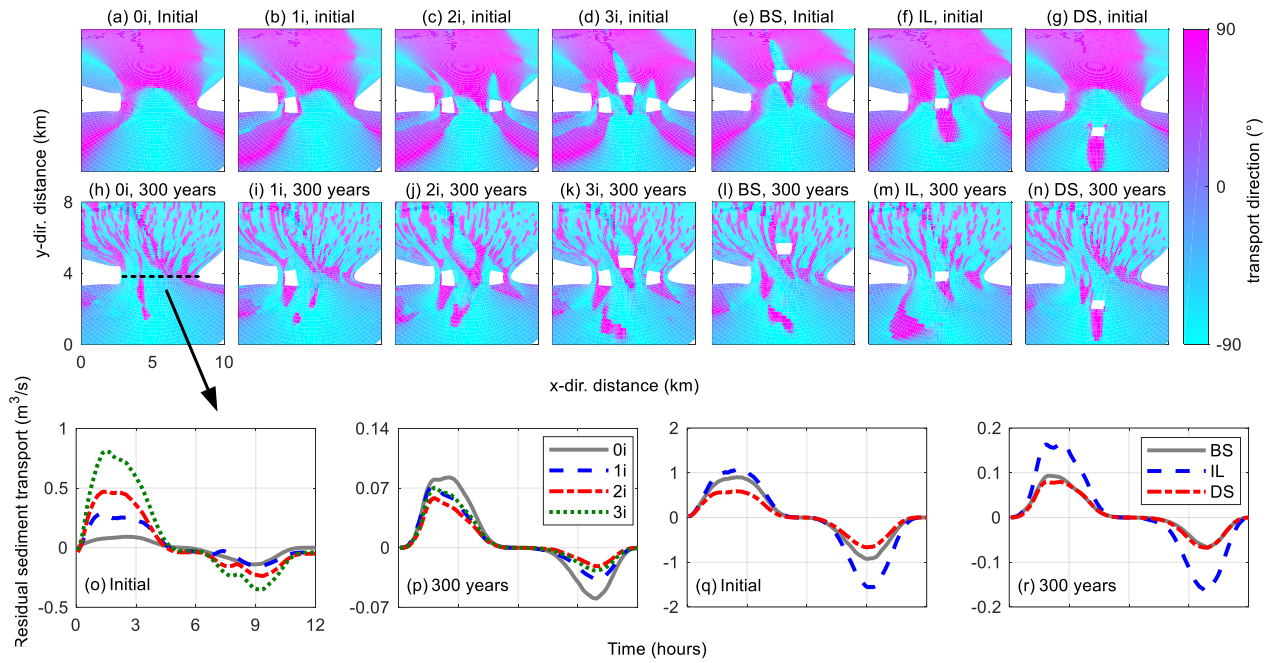 (a) 0i, Initial
(b) 1i, initial
(c) 2i, initial
(d) 3i, initial
(e) BS, Initial
(f) IL, initial
(g) DS, initial
90
0
-90
transport direction (°)
y-dir. distance (km)
(h) 0i, 300 years
(i) 1i, 300 years
(j) 2i, 300 years
(k) 3i, 300 years
(l) BS, 300 years
(m) IL, 300 years
(n) DS, 300 years
8
4
0
0
5
10
x-dir. distance (km)
Residual sediment transport (m³/s)
1
0.5
0
-0.5
(o) Initial
0
3
6
9
12
0.14
0.07
0
-0.07
(p) 300 years
0i
1i
2i
3i
2
1
0
-1
-2
(q) Initial
0.2
0.1
0
-0.1
-0.2
(r) 300 years
BS
IL
DS
Time (hours)